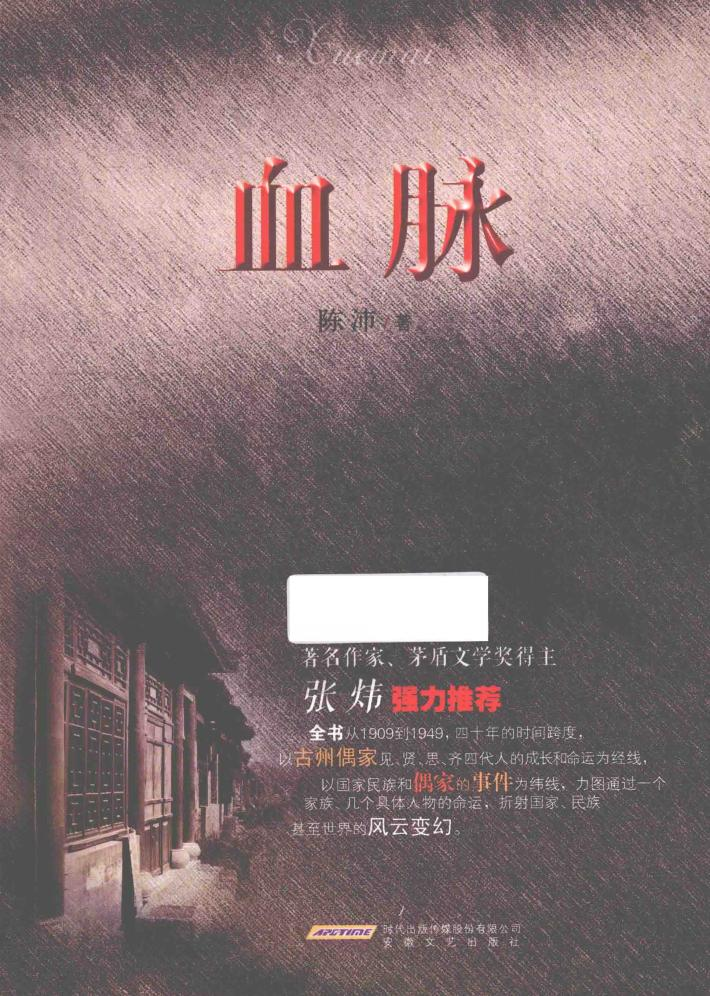 Xuemai
血脉
陈沛/著
著名作家、茅盾文学奖得主
张炜 强力推荐
全书从1909到1949，四十年的时间跨度，
以古州偶家见、贤、思、齐四代人的成长和命运为经线，
以国家民族和偶家的事件为纬线，力图通过一个
家族、几个具体人物的命运，折射国家、民族
甚至世界的风云变幻。
ARCTIME 时代出版传媒股份有限公司
安徽文艺出版社